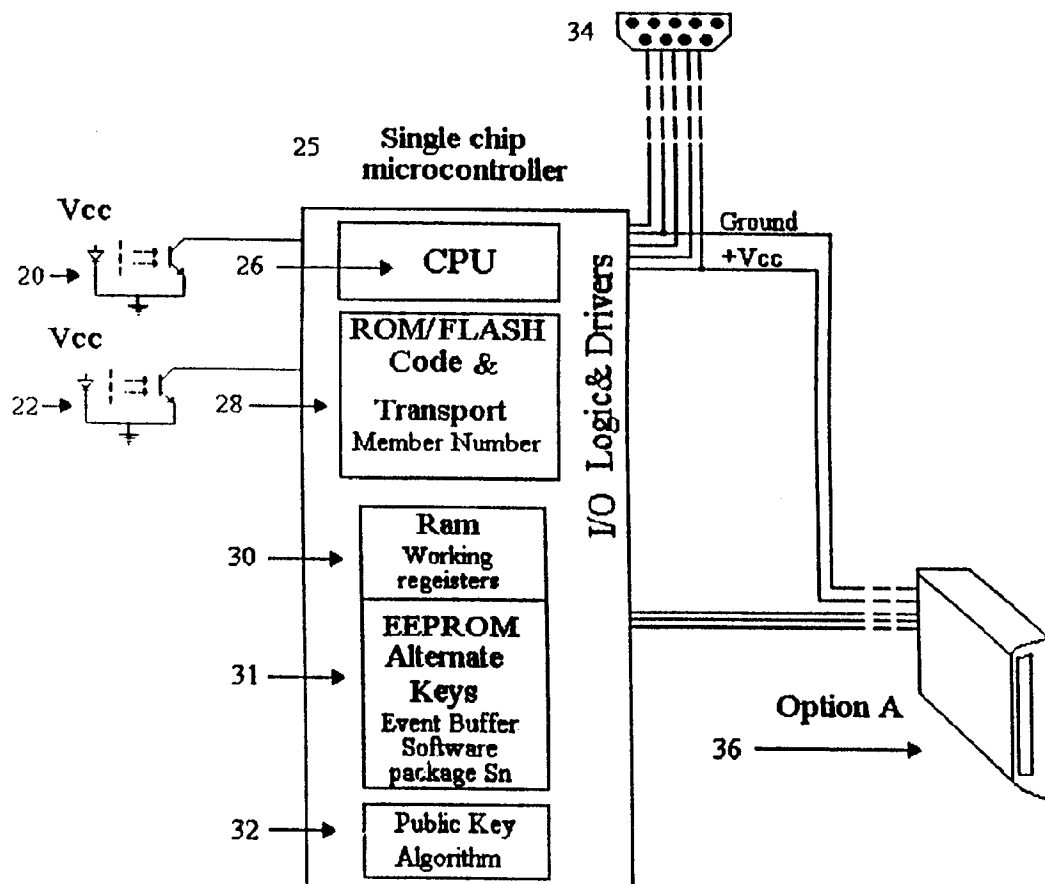 34
25
Single chip
microcontroller
Vcc
20
26
CPU
Ground
+Vcc
Vcc
22
28
ROM/FLASH
Code &
Transport
Member Number
I/O Logic& Drivers
30
Ram
Working
regeisters
31
EEPROM
Alternate
Keys
Event Buffer
Software
package Sn
Option A
36
32
Public Key
Algorithm